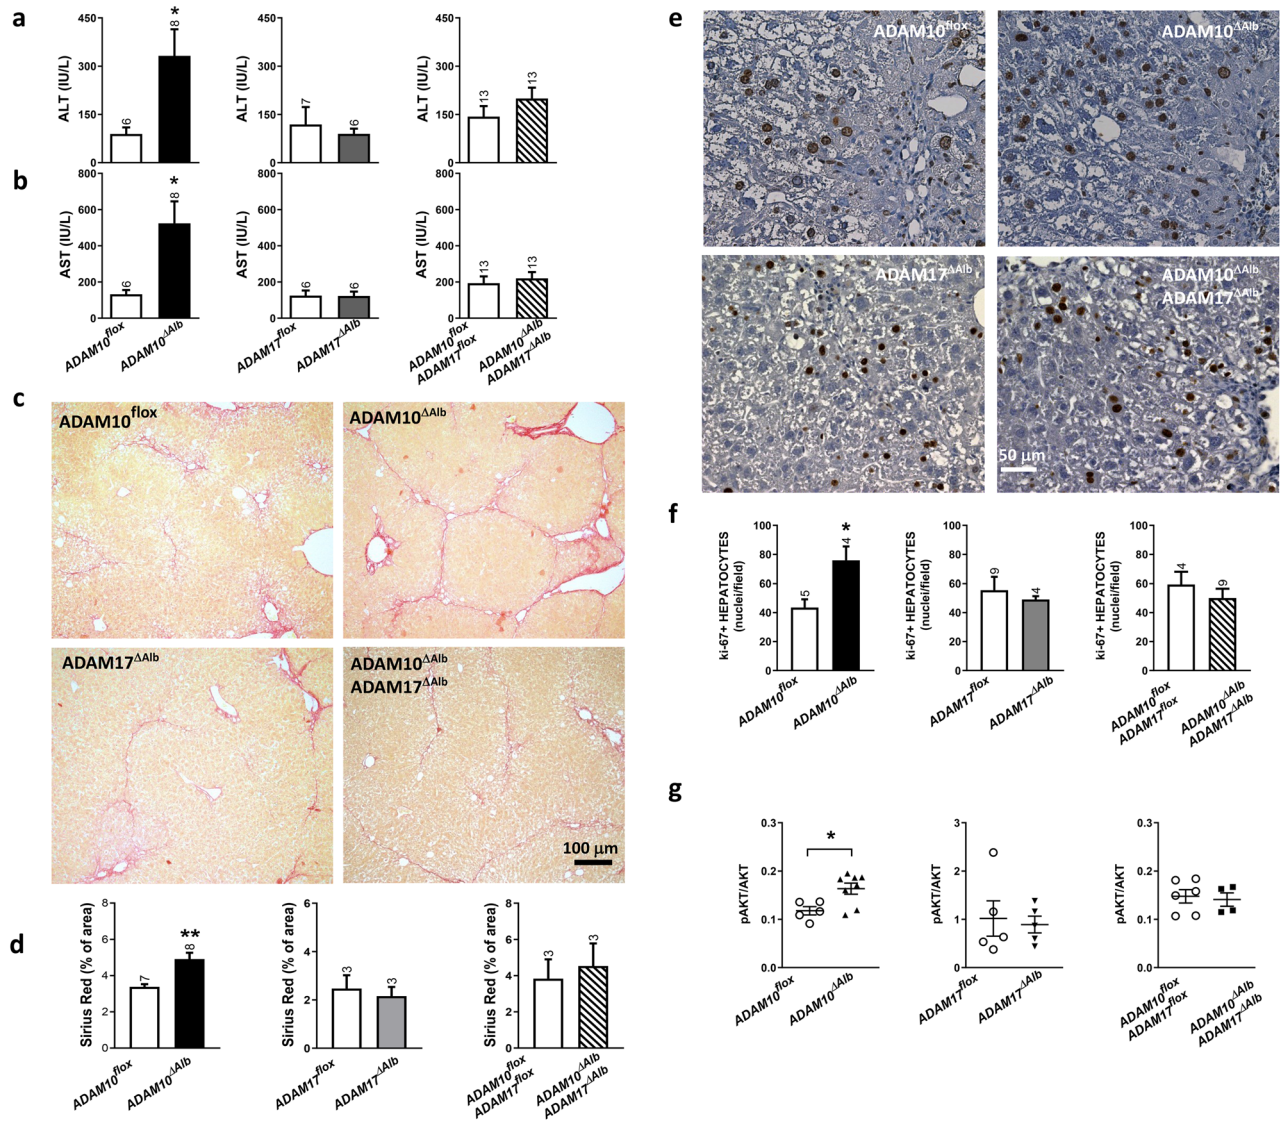 a
450
300
150
0
ALT (IU/L)
6
8
*
450
300
150
0
ALT (IU/L)
7
6
450
300
150
0
ALT (IU/L)
13
13
b
800
600
400
200
0
AST (IU/L)
6
8
*
ADAM10flox
ADAM10ΔAlb
800
600
400
200
0
AST (IU/L)
6
6
ADAM17flox
ADAM17ΔAlb
800
600
400
200
0
AST (IU/L)
13
13
ADAM10flox
ADAM17flox
ADAM10ΔAlb
ADAM17ΔAlb
c
ADAM10flox
ADAM10ΔAlb
ADAM17ΔAlb
ADAM10ΔAlb
ADAM17ΔAlb
100 μm
d
8
6
4
2
0
Sirius Red (% of area)
7
8
**
ADAM10flox
ADAM10ΔAlb
6
4
2
0
Sirius Red (% of area)
3
3
ADAM17flox
ADAM17ΔAlb
8
6
4
2
0
Sirius Red (% of area)
3
3
ADAM10flox
ADAM17flox
ADAM10ΔAlb
ADAM17ΔAlb
e
ADAM10flox
ADAM10ΔAlb
ADAM17ΔAlb
ADAM10ΔAlb
ADAM17ΔAlb
50 μm
f
100
80
60
40
20
0
ki-67+ HEPATOCYTES
(nuclei/field)
5
4
*
ADAM10flox
ADAM10ΔAlb
100
80
60
40
20
0
ki-67+ HEPATOCYTES
(nuclei/field)
9
4
ADAM17flox
ADAM17ΔAlb
100
80
60
40
20
0
ki-67+ HEPATOCYTES
(nuclei/field)
4
9
ADAM10flox
ADAM17flox
ADAM10ΔAlb
ADAM17ΔAlb
g
0.3
0.2
0.1
0.0
pAKT/AKT
*
ADAM10flox
ADAM10ΔAlb
3
2
1
0
pAKT/AKT
ADAM17flox
ADAM17ΔAlb
0.3
0.2
0.1
0.0
pAKT/AKT
ADAM10flox
ADAM17flox
ADAM10ΔAlb
ADAM17ΔAlb